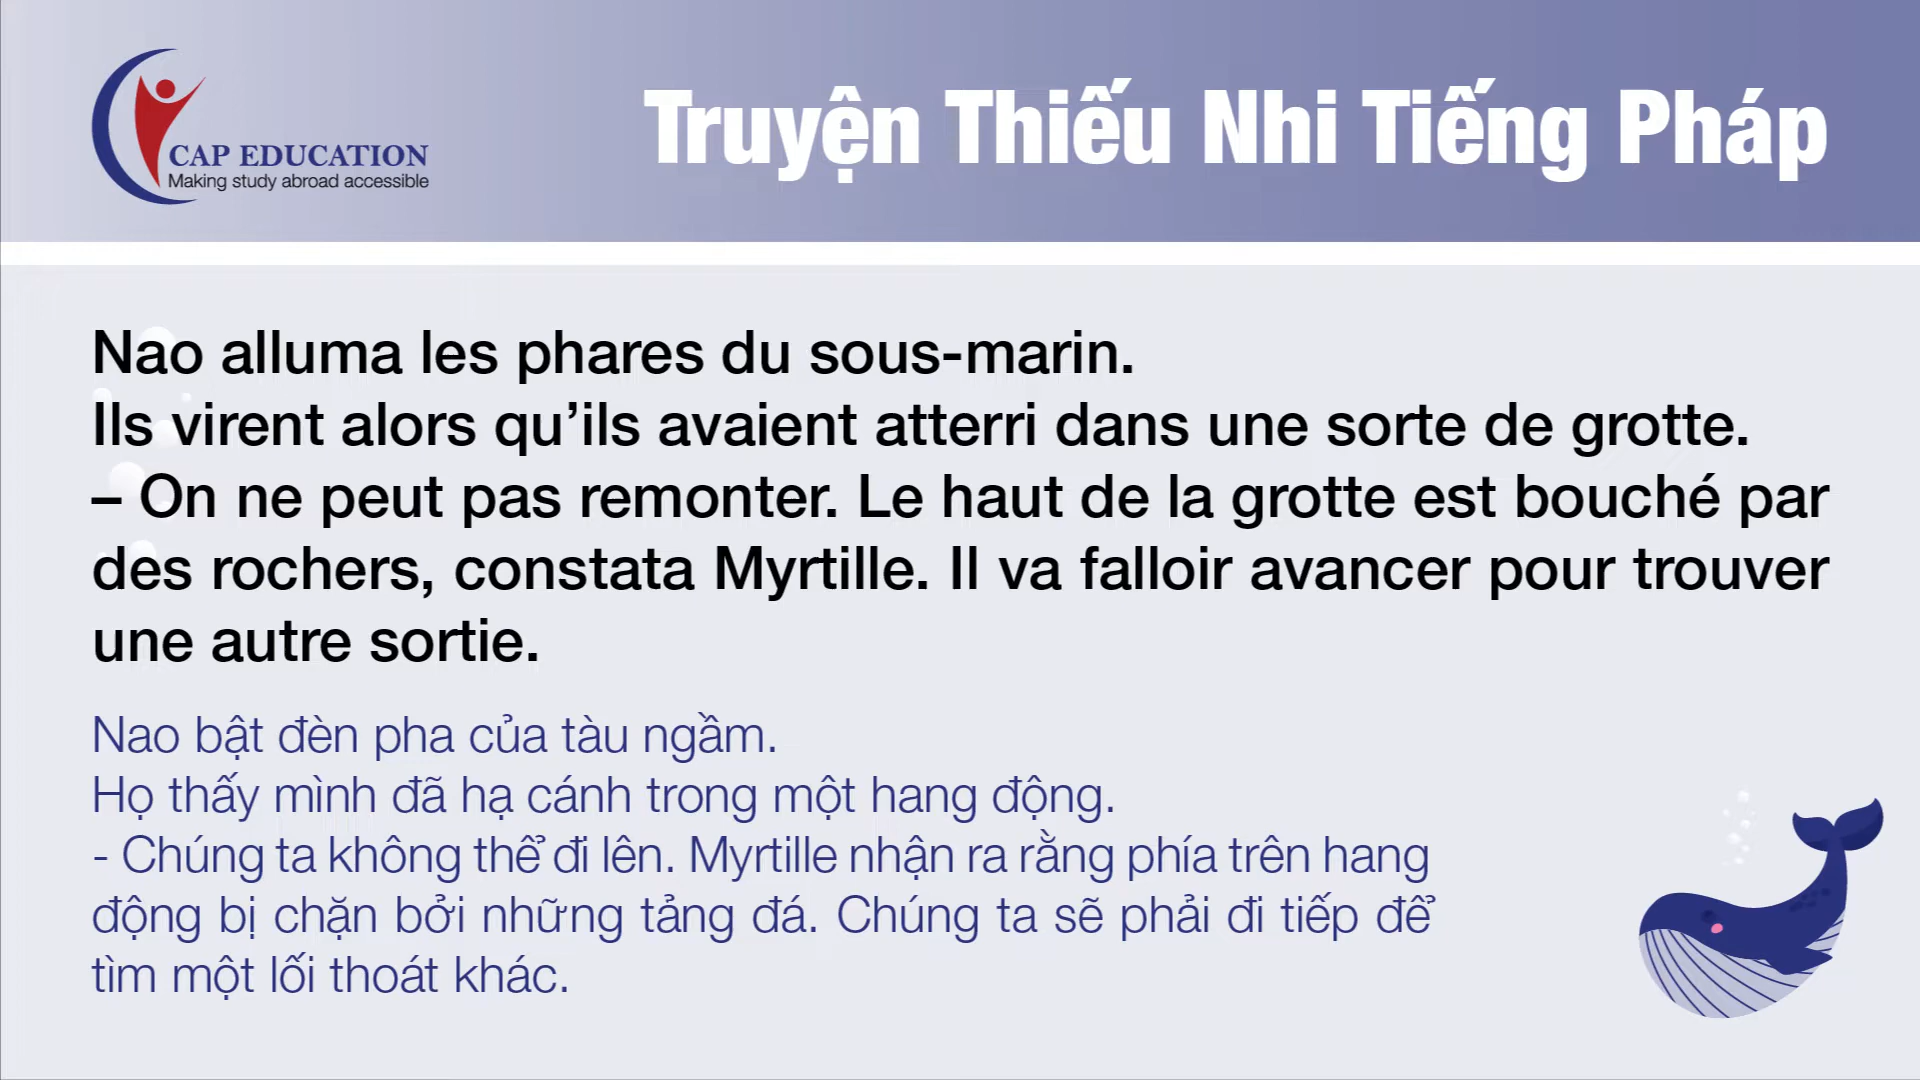 CAP EDUCATION
Making study abroad accessible
Truyện Thiếu Nhi Tiếng Pháp
Nao alluma les phares du sous-marin.
Ils virent alors qu’ils avaient atterri dans une sorte de grotte.
– On ne peut pas remonter. Le haut de la grotte est bouché par
des rochers, constata Myrtille. Il va falloir avancer pour trouver
une autre sortie.
Nao bật đèn pha của tàu ngầm.
Họ thấy mình đã hạ cánh trong một hang động.
- Chúng ta không thể đi lên. Myrtille nhận ra rằng phía trên hang
động bị chặn bởi những tảng đá. Chúng ta sẽ phải đi tiếp để
tìm một lối thoát khác.